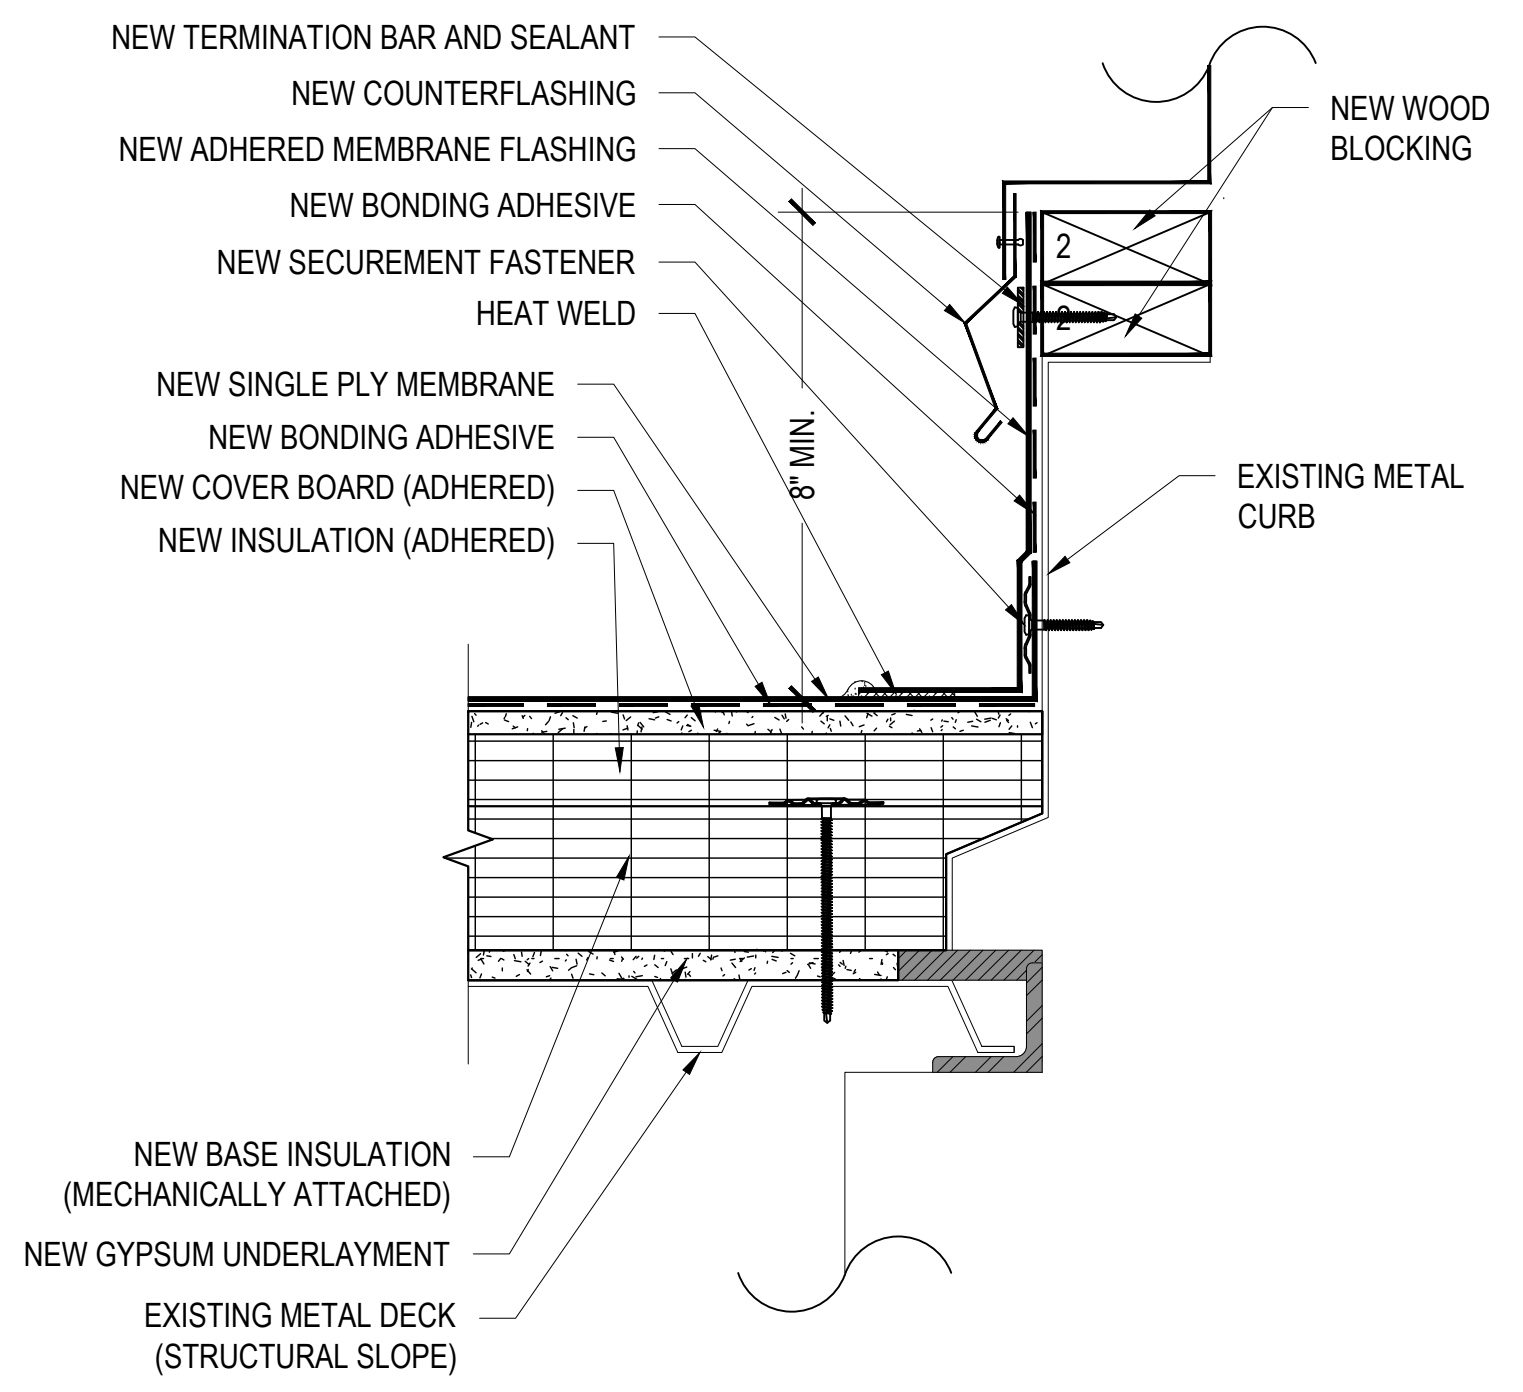 NEW TERMINATION BAR AND SEALANT
NEW COUNTERFLASHING
NEW ADHERED MEMBRANE FLASHING
NEW BONDING ADHESIVE
NEW SECUREMENT FASTENER
HEAT WELD
NEW SINGLE PLY MEMBRANE
NEW BONDING ADHESIVE
NEW COVER BOARD (ADHERED)
NEW INSULATION (ADHERED)
8" MIN.
2
2
NEW WOOD
BLOCKING
EXISTING METAL
CURB
NEW BASE INSULATION
(MECHANICALLY ATTACHED)
NEW GYPSUM UNDERLAYMENT
EXISTING METAL DECK
(STRUCTURAL SLOPE)